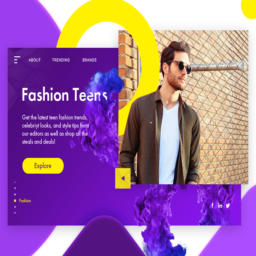 ABOUT TRENDING BRANDS
Fashion Teens
Get the latest teen fashion trends,
celebrity looks, and style tips from
our editors as well as shop all the
steals and deals!
Explore
Fashion
f in